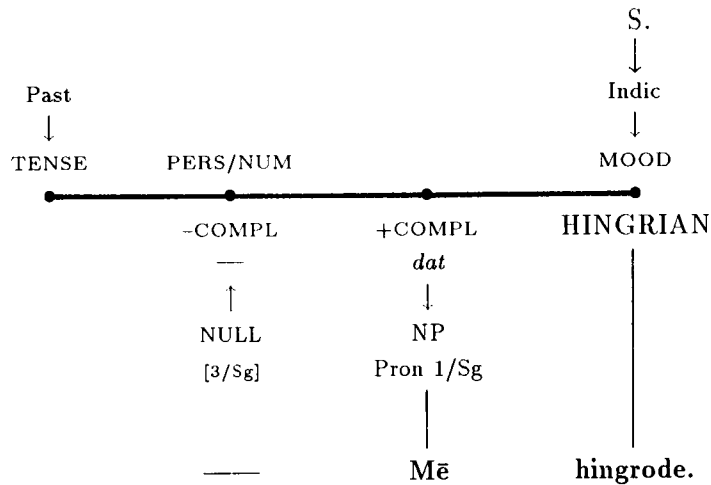 S.
Past Indic
TENSE PERS/NUM MOOD
–COMPL +COMPL HINGRIAN
— dat
NULL NP
[3/Sg] Pron 1/Sg
—— Mē hingrode.